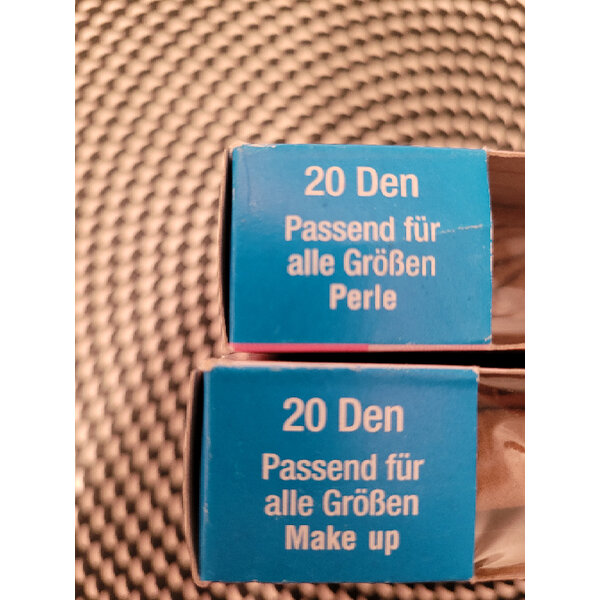 20 Den
Passend für
alle Größen
Perle
20 Den
Passend für
alle Größen
Make up